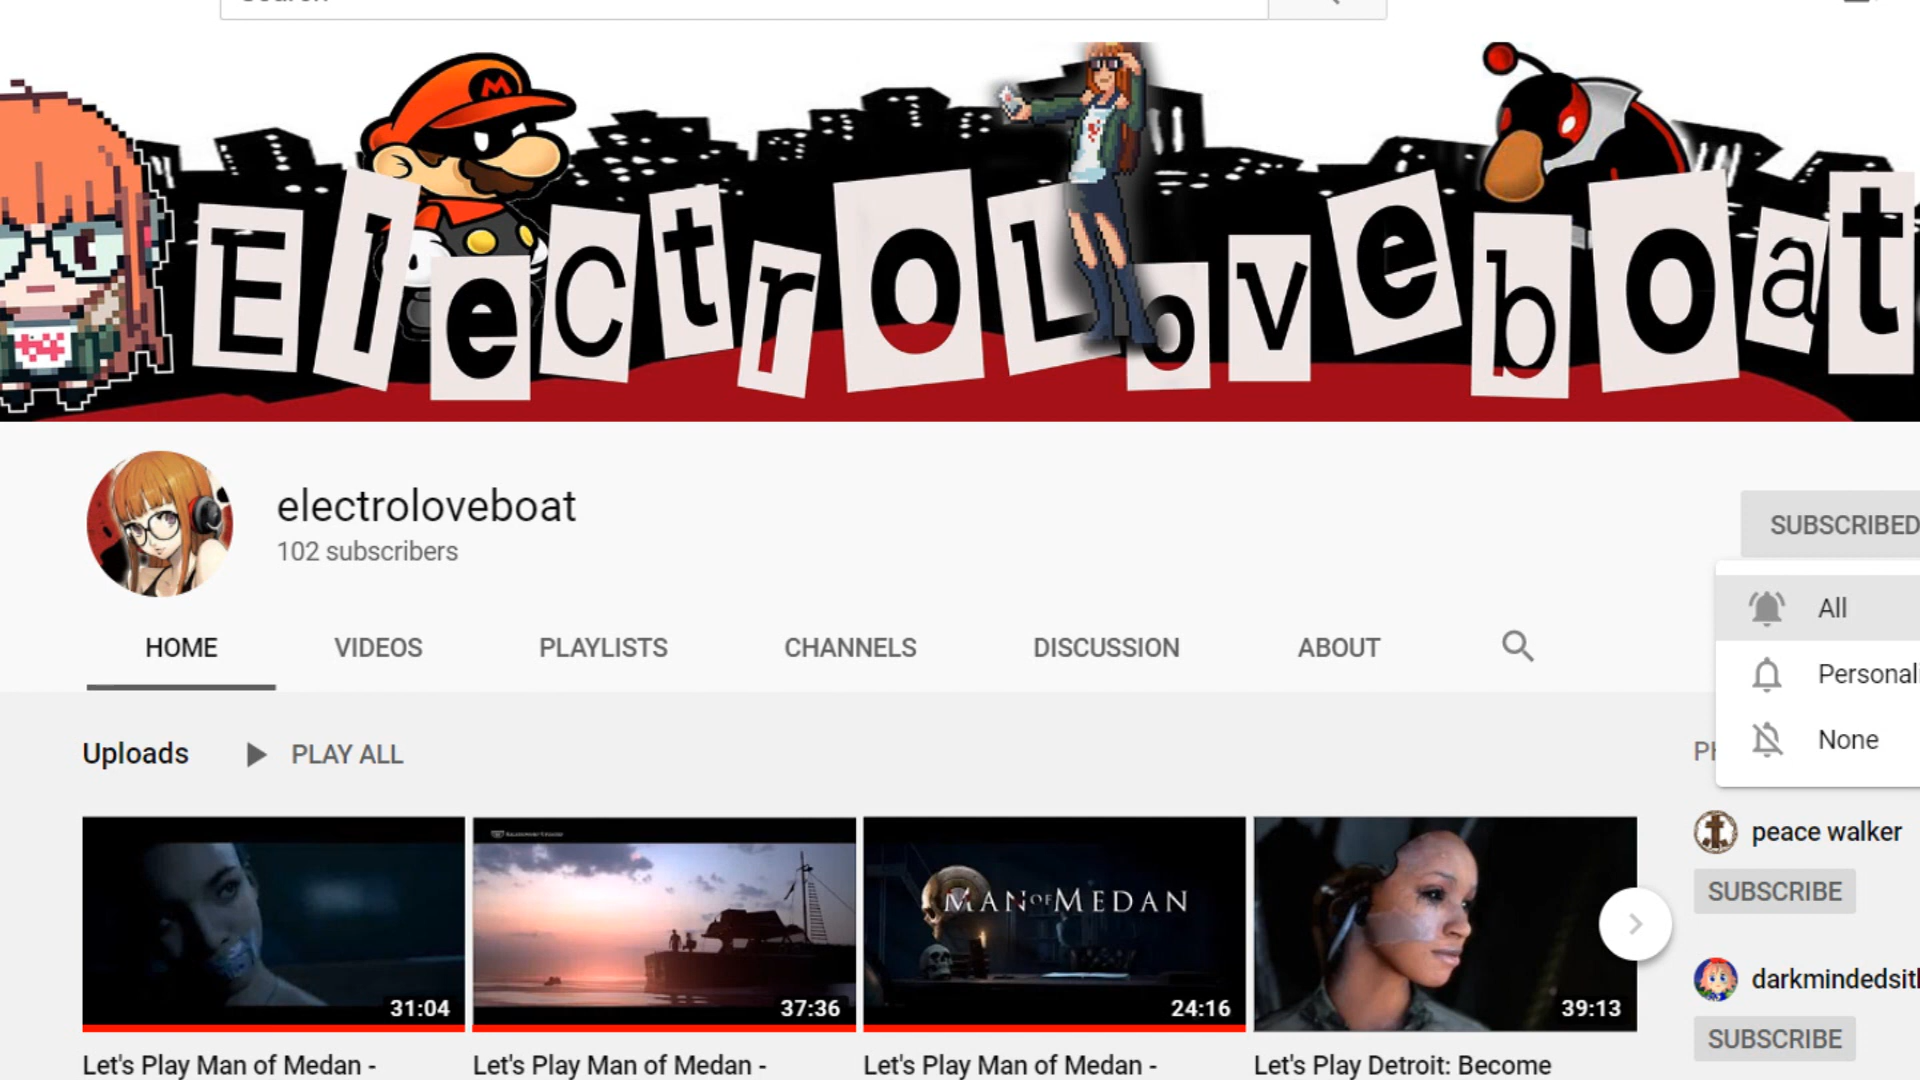 M
Electroloveboat
electroloveboat
102 subscribers
SUBSCRIBED
All
None
HOME VIDEOS PLAYLISTS CHANNELS DISCUSSION ABOUT
Uploads PLAY ALL
MAN OF MEDAN
31:04
37:36
24:16
39:13
Let's Play Man of Medan -
Let's Play Man of Medan -
Let's Play Man of Medan -
Let's Play Detroit: Become
peace walker
SUBSCRIBE
SUBSCRIBE